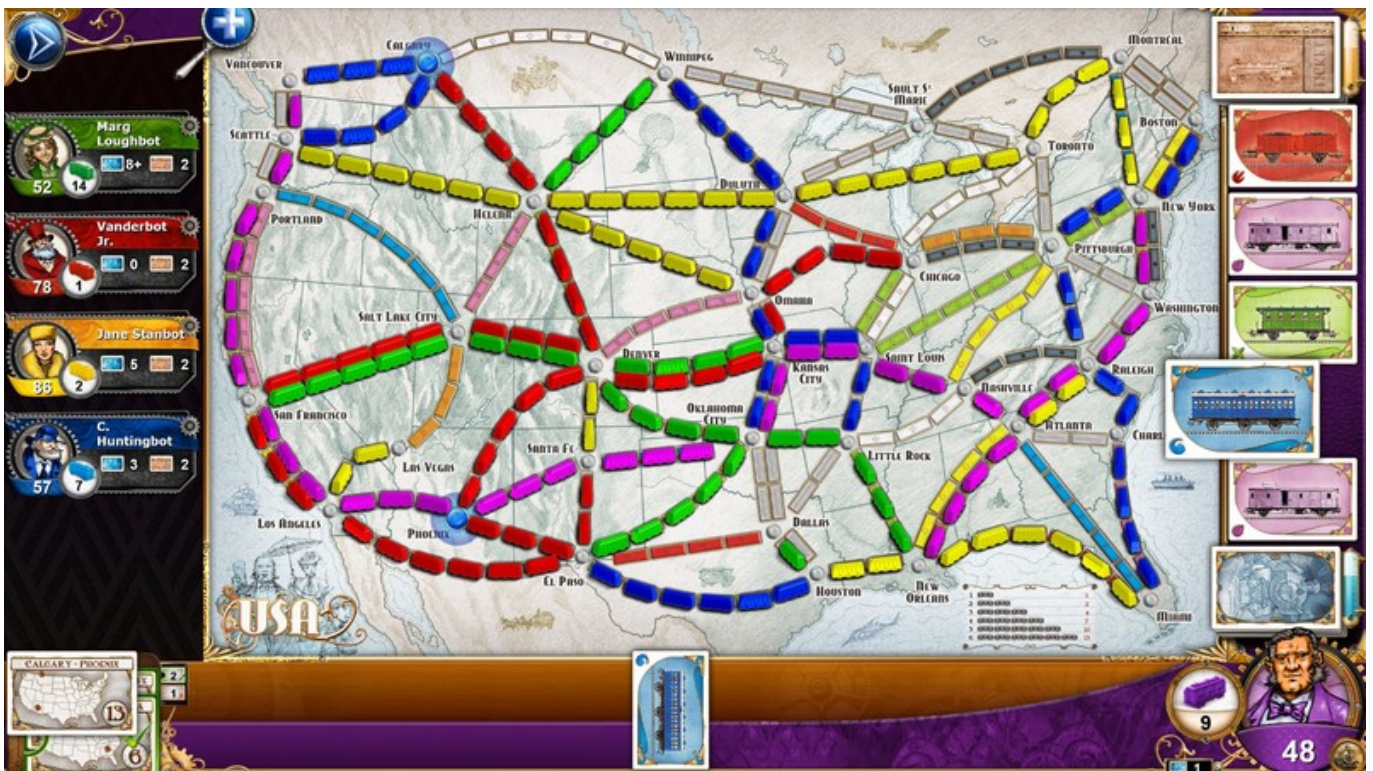 Marg
Loughbot
8+
2
52
14
Vanderbot
Jr.
0
2
78
1
Jane Stanbot
5
2
86
2
C.
Huntingbot
3
2
57
7
Vancouver
Calgary
Winnipeg
Montréal
Sault St
Marie
Seattle
Boston
Toronto
Duluth
Portland
Helena
New York
Pittsburgh
Chicago
Omaha
Washington
Salt Lake City
Denver
Kansas
City
Saint Louis
Raleigh
Nashville
San Francisco
Oklahoma
City
Atlanta
Charl
Las Vegas
Santa Fe
Little Rock
Los Angeles
Phoenix
Dallas
El Paso
Houston
New
Orleans
Miami
USA
CALGARY - PHOENIX
13
2
1
6
9
48
1